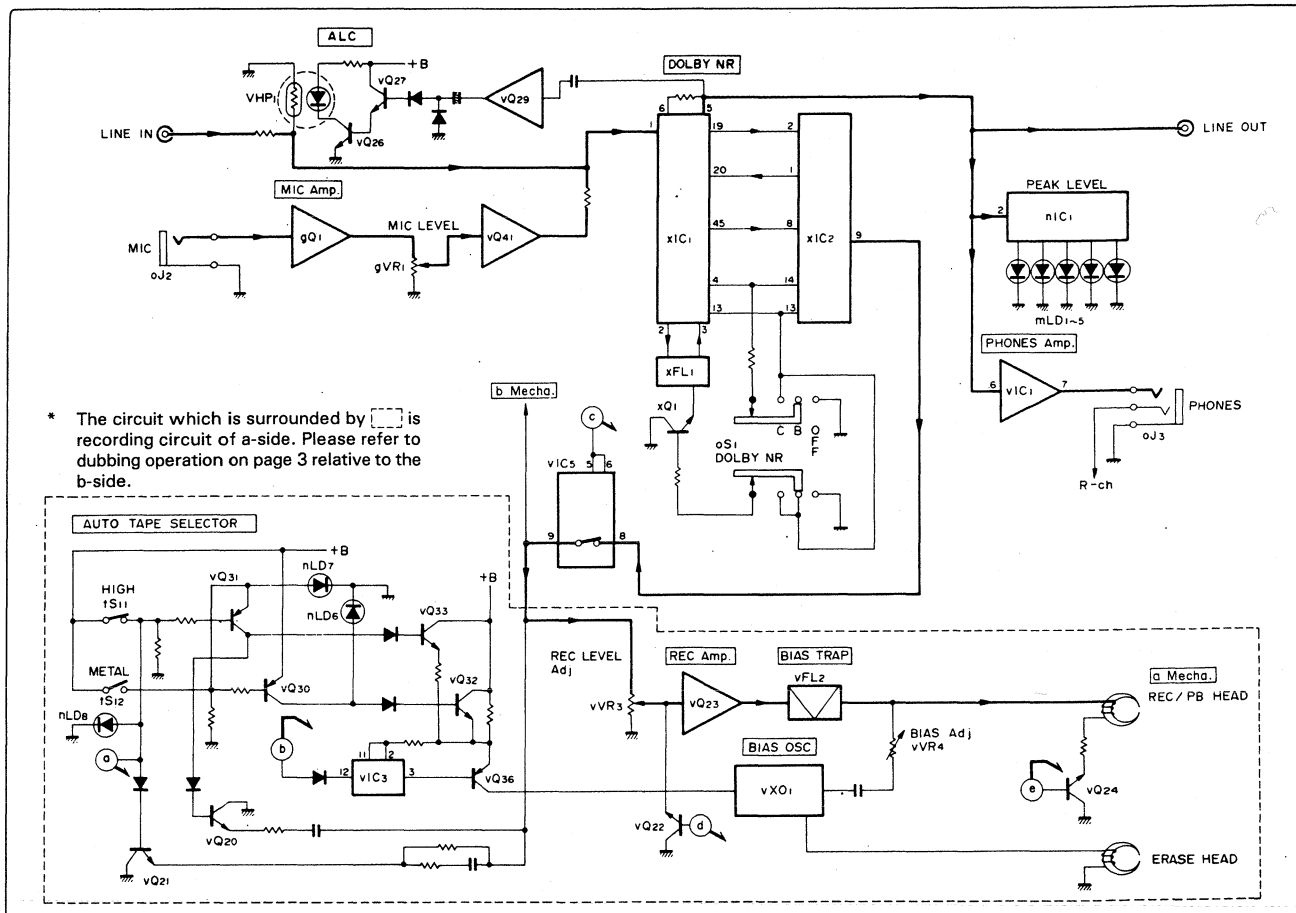 ALC
+B
vQ27
VHP1
vQ26
vQ29
DOLBY NR
LINE IN
LINE OUT
6
5
1
19
2
20
1
45
8
4
14
13
13
9
2
3
xIC1
xIC2
xFL1
xQ1
MIC Amp.
gQ1
MIC LEVEL
gVR1
vQ41
MIC
oJ2
PEAK LEVEL
2
nIC1
mLD1~5
PHONES Amp.
6
vIC1
7
PHONES
oJ3
R-ch
C B OFF
oS1
DOLBY NR
* The circuit which is surrounded by is
recording circuit of a-side. Please refer to
dubbing operation on page 3 relative to the
b-side.
b Mecha.
c
vIC5
5
6
9
8
AUTO TAPE SELECTOR
+B
vQ31
nLD7
HIGH
tS11
nLD6
vQ33
+B
METAL
tS12
vQ30
vQ32
nLD8
a
b
11
2
12
vIC3
3
vQ36
vQ20
vQ21
REC LEVEL
Adj
vVR3
REC Amp.
vQ23
BIAS TRAP
vFL2
a Mecha.
REC/PB HEAD
BIAS Adj
vVR4
BIAS OSC
vXO1
vQ22
d
e
vQ24
ERASE HEAD